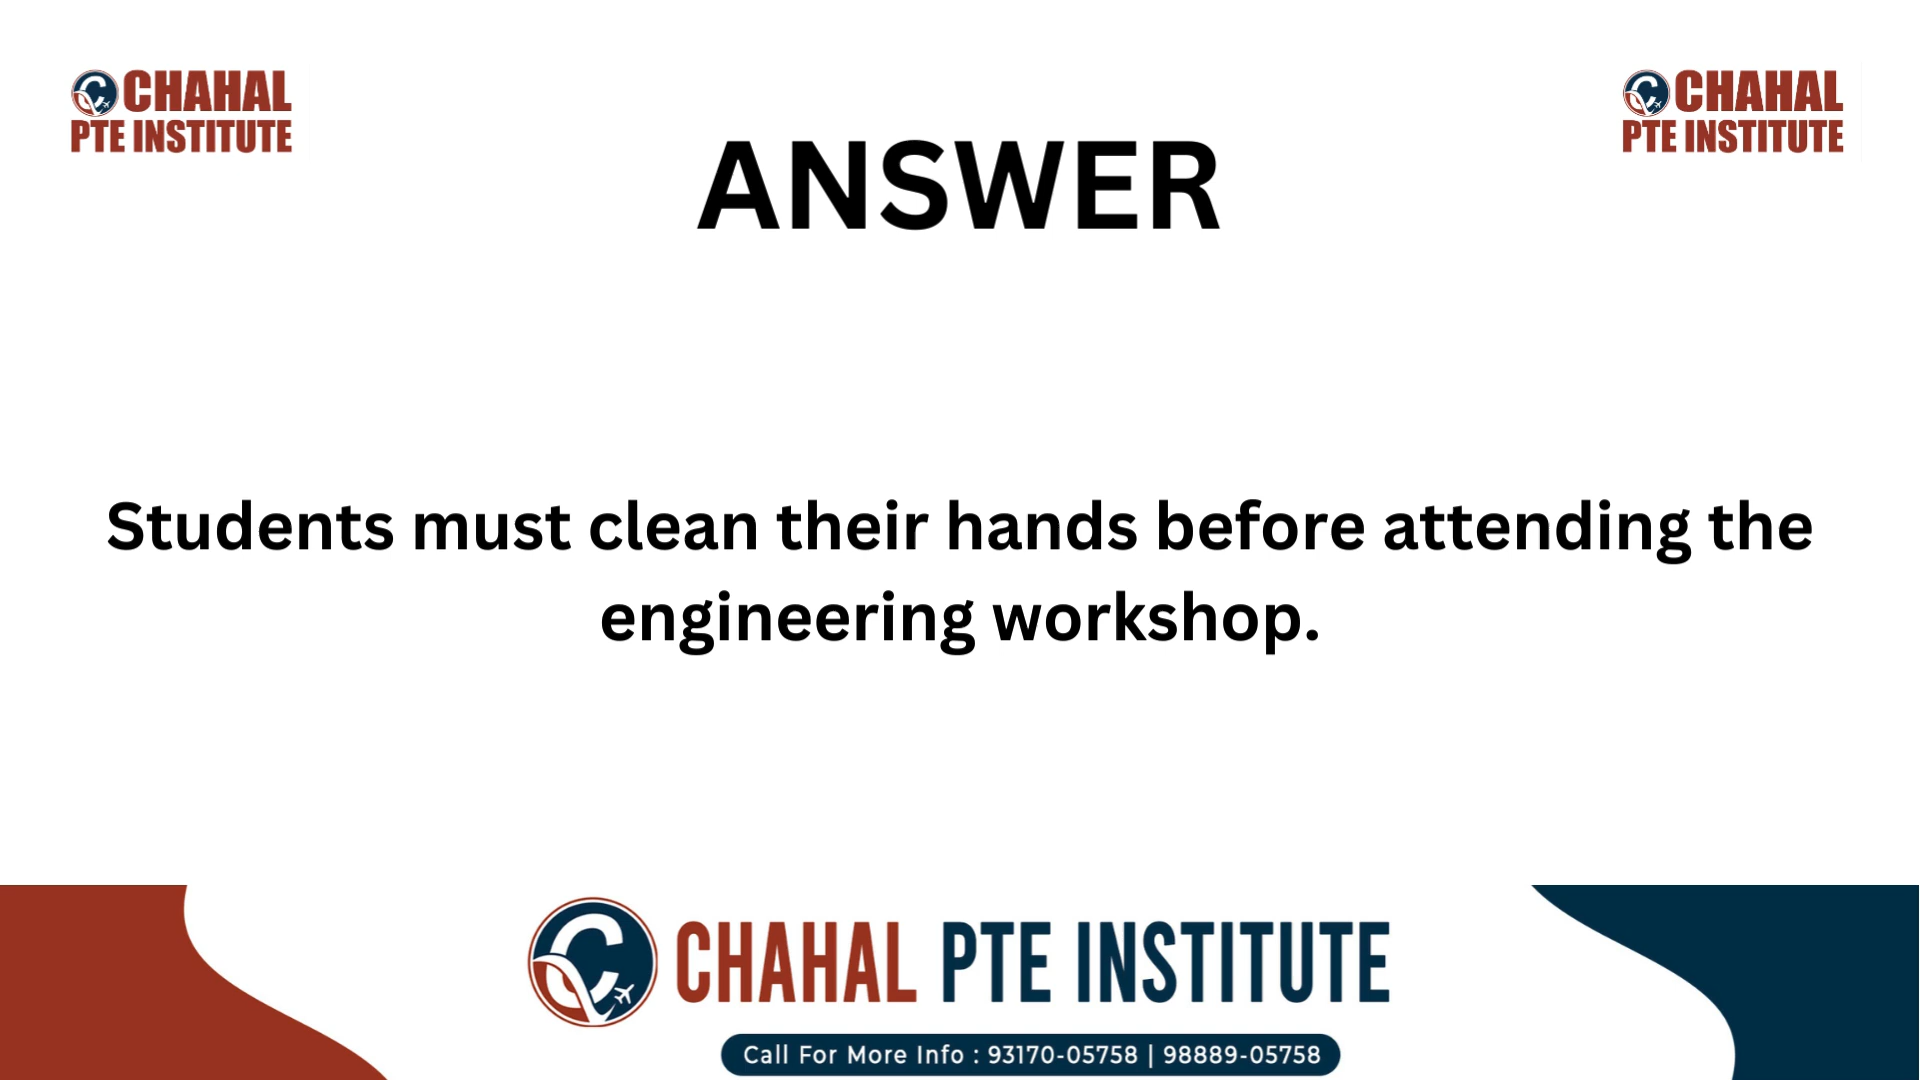 CHAHAL
PTE INSTITUTE
CHAHAL
PTE INSTITUTE
ANSWER
Students must clean their hands before attending the
engineering workshop.
CHAHAL PTE INSTITUTE
Call For More Info : 93170-05758 | 98889-05758